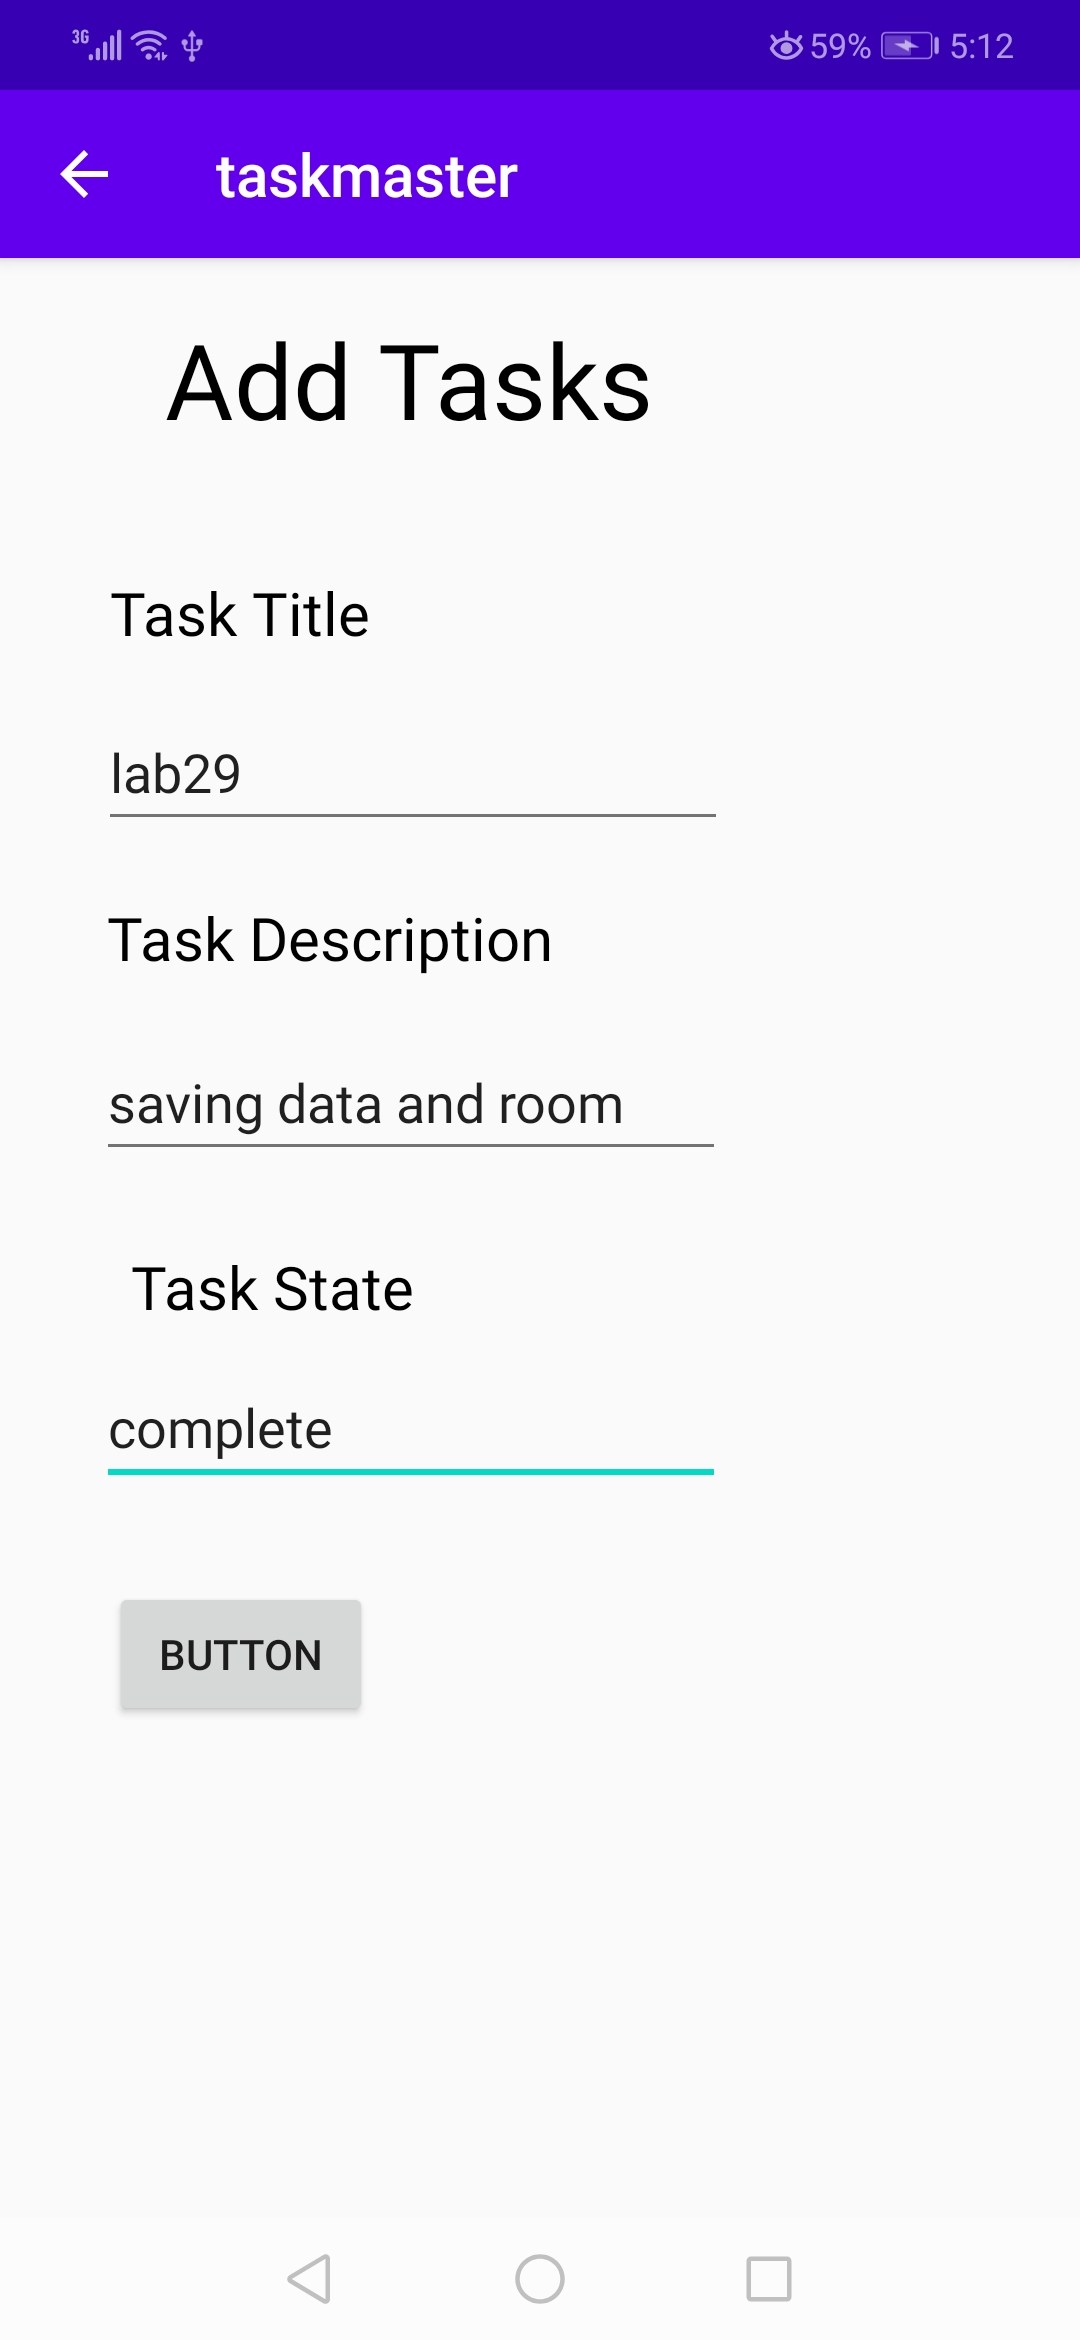 3G 59% 5:12
taskmaster
Add Tasks
Task Title
lab29
Task Description
saving data and room
Task State
complete
BUTTON